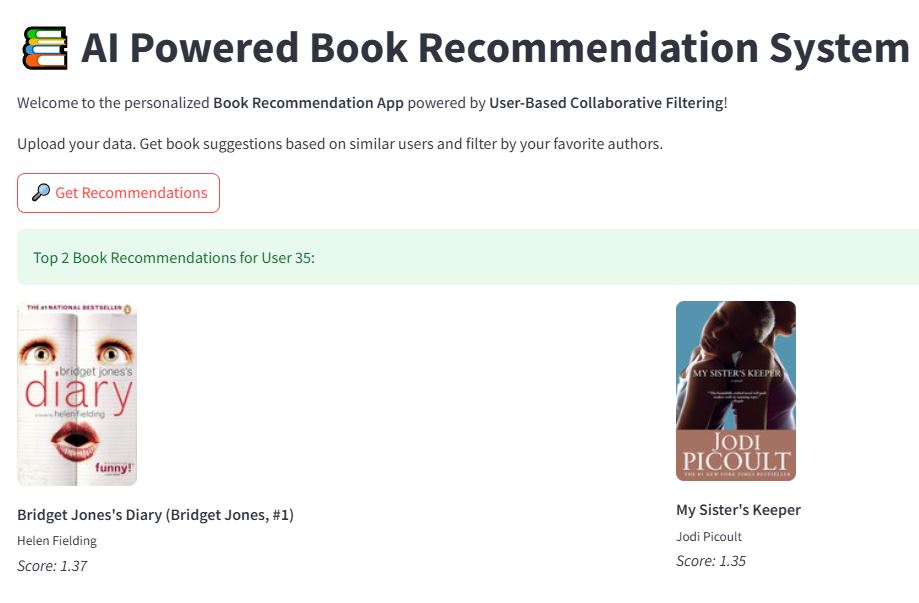 AI Powered Book Recommendation System
Welcome to the personalized Book Recommendation App powered by User-Based Collaborative Filtering!
Upload your data. Get book suggestions based on similar users and filter by your favorite authors.
Get Recommendations
Top 2 Book Recommendations for User 35:
THE #1 NATIONAL BESTSELLER
bridget jones's
diary
a novel by helen fielding
funny!
Bridget Jones's Diary (Bridget Jones, #1)
Helen Fielding
Score: 1.37
MY SISTER'S KEEPER
a novel
JODI
PICOULT
THE #1 NEW YORK TIMES BESTSELLER
My Sister's Keeper
Jodi Picoult
Score: 1.35